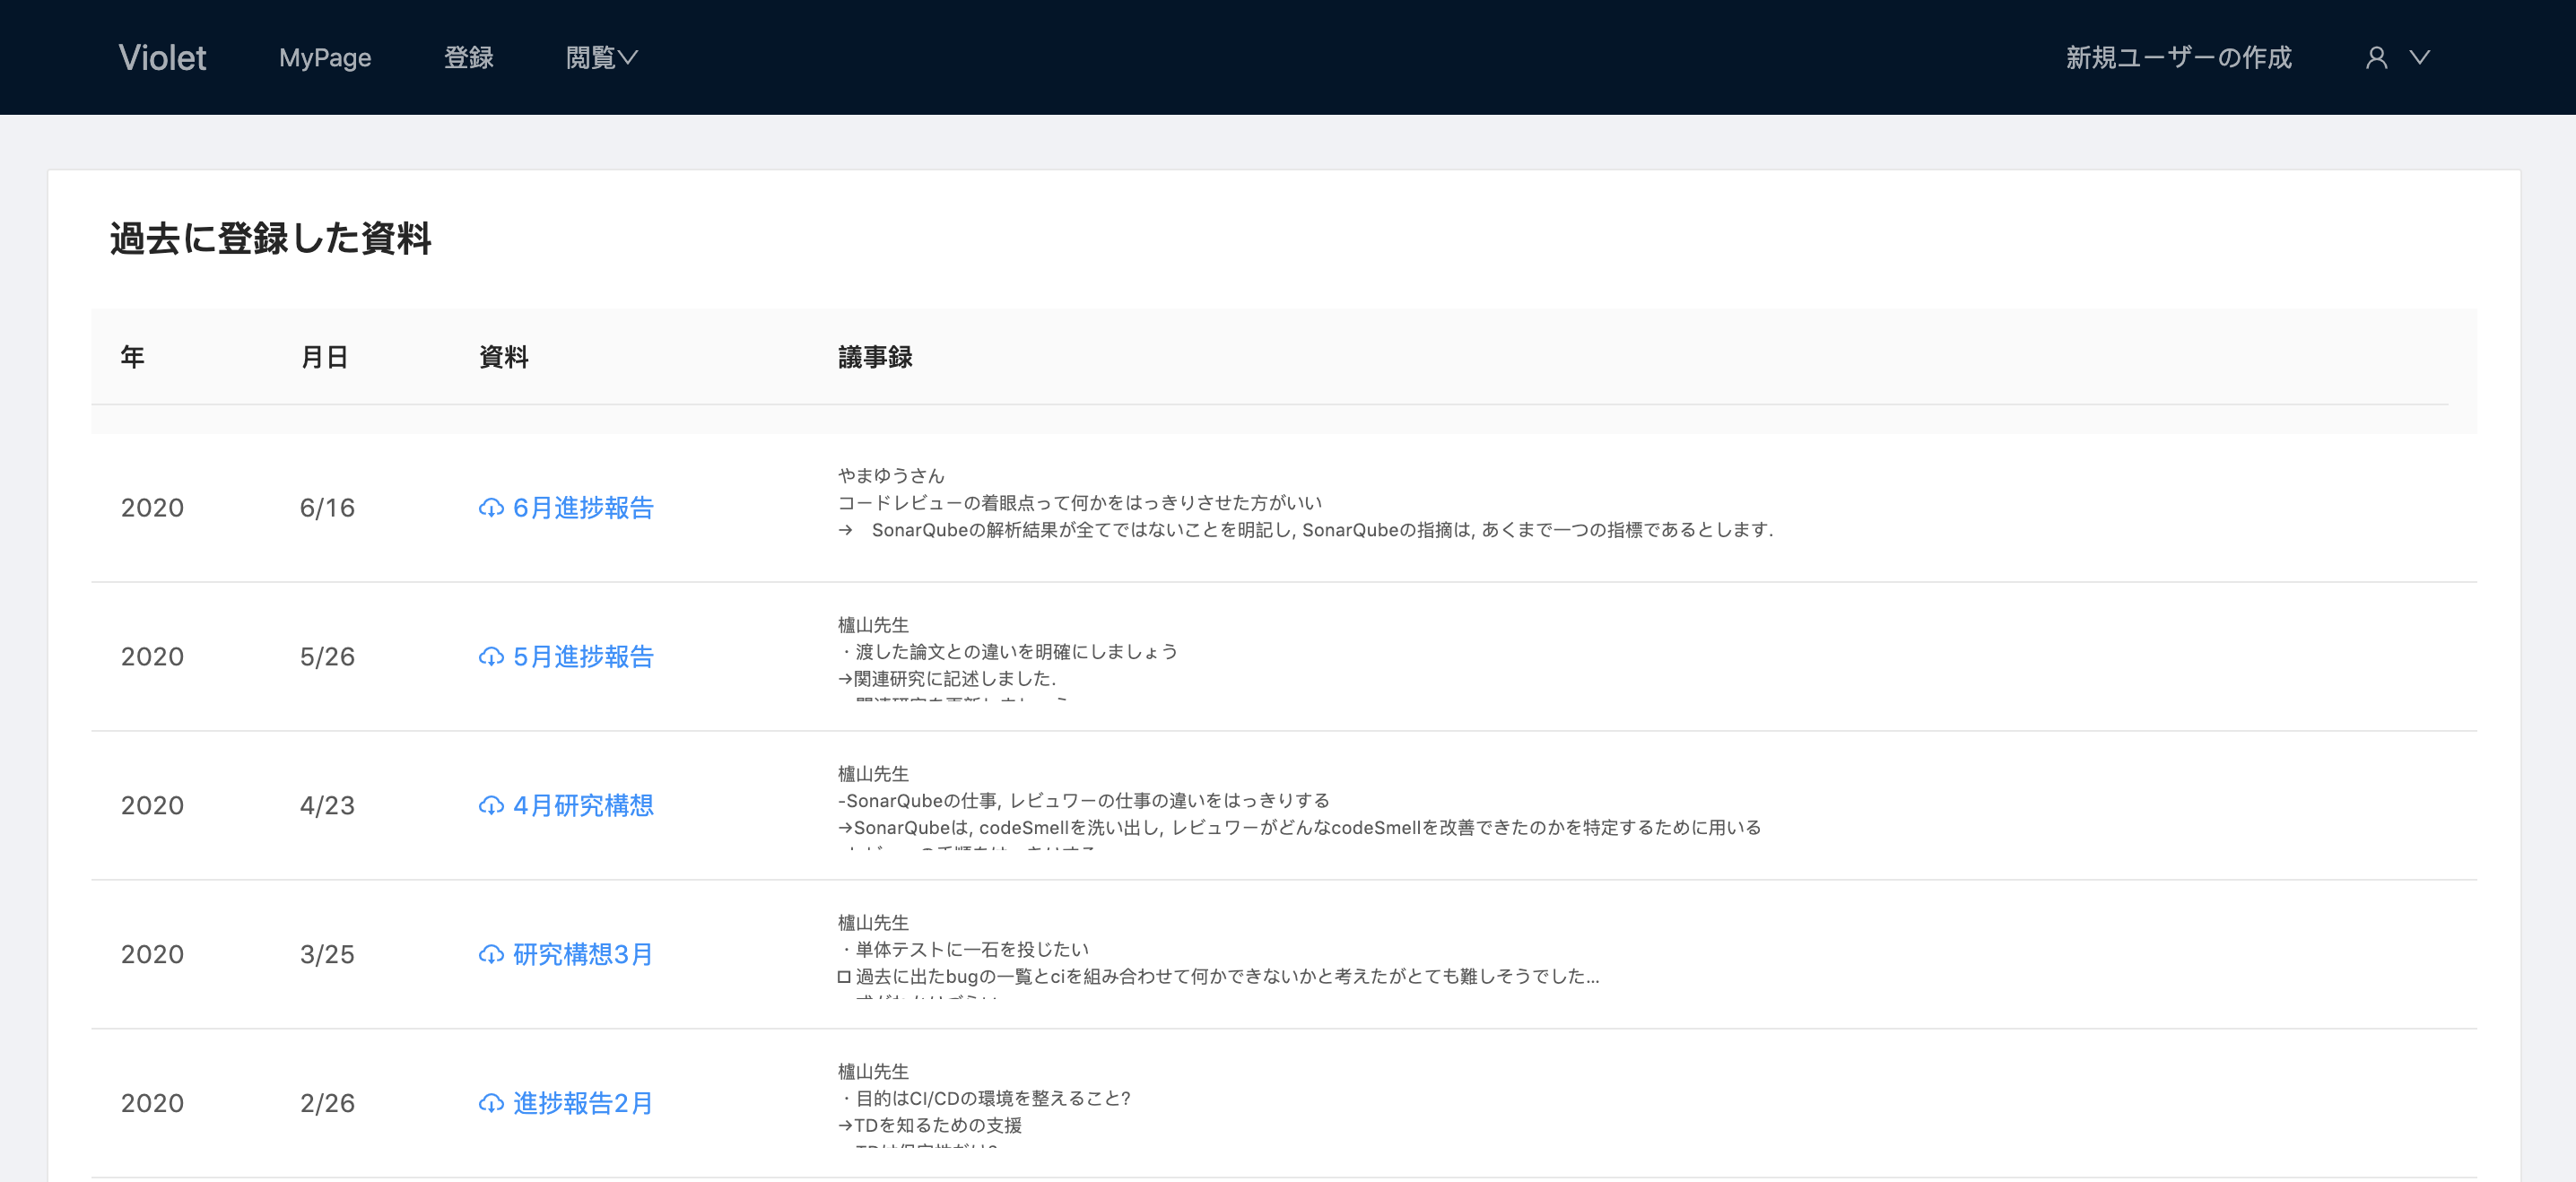 Violet MyPage 登録 閲覧 新規ユーザーの作成
過去に登録した資料
年 月日 資料 議事録
2020 6/16 6月進捗報告
やまゆうさん
コードレビューの着眼点って何かをはっきりさせた方がいい
→　SonarQubeの解析結果が全てではないことを明記し, SonarQubeの指摘は, あくまで一つの指標であるとします.
2020 5/26 5月進捗報告
櫨山先生
・渡した論文との違いを明確にしましょう
→関連研究に記述しました.
2020 4/23 4月研究構想
櫨山先生
-SonarQubeの仕事, レビュワーの仕事の違いをはっきりする
→SonarQubeは, codeSmellを洗い出し, レビュワーがどんなcodeSmellを改善できたのかを特定するために用いる
2020 3/25 研究構想3月
櫨山先生
・単体テストに一石を投じたい
ロ 過去に出たbugの一覧とciを組み合わせて何かできないかと考えたがとても難しそうでした...
2020 2/26 進捗報告2月
櫨山先生
・目的はCI/CDの環境を整えること?
→TDを知るための支援